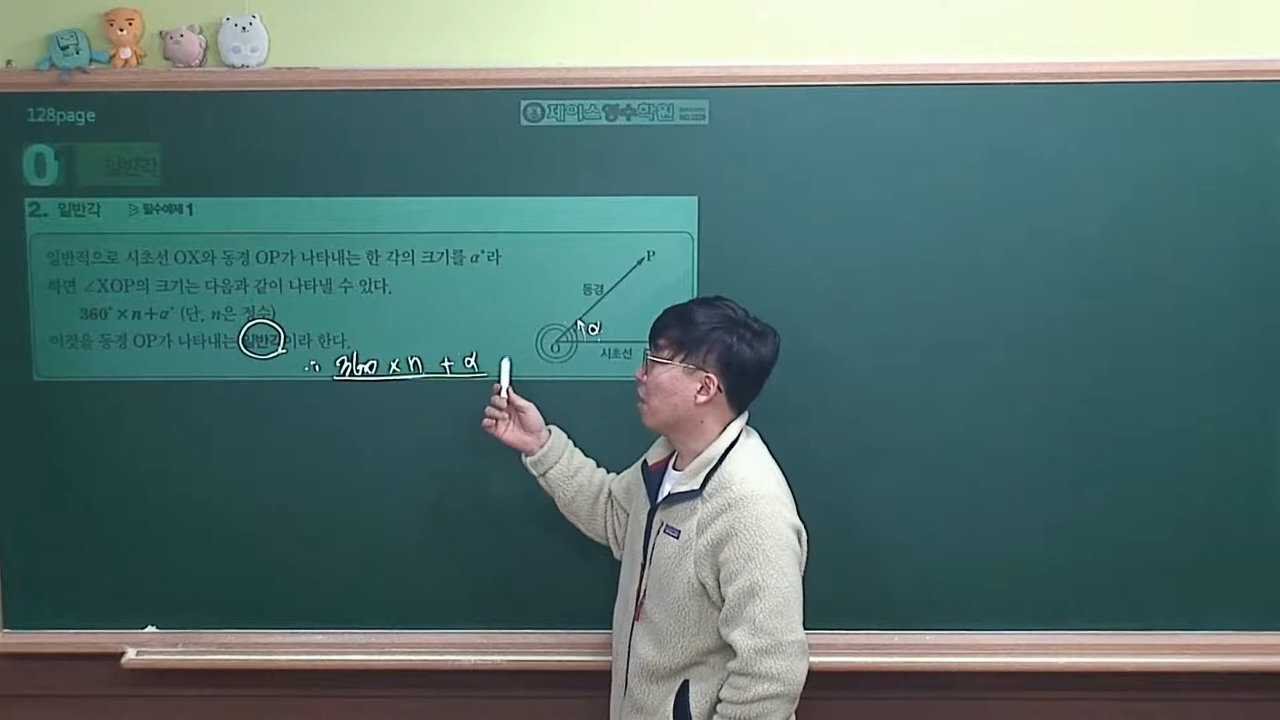 128page
제이스영수학원
01 일반각
2. 일반각 ≫ 필수예제 1
일반적으로 시초선 OX와 동경 OP가 나타내는 한 각의 크기를 α°라
하면 ∠XOP의 크기는 다음과 같이 나타낼 수 있다.
360°×n+α° (단, n은 정수)
이것을 동경 OP가 나타내는 일반각이라 한다.
∴ 360 × n + α
P
동경
α
O
시초선